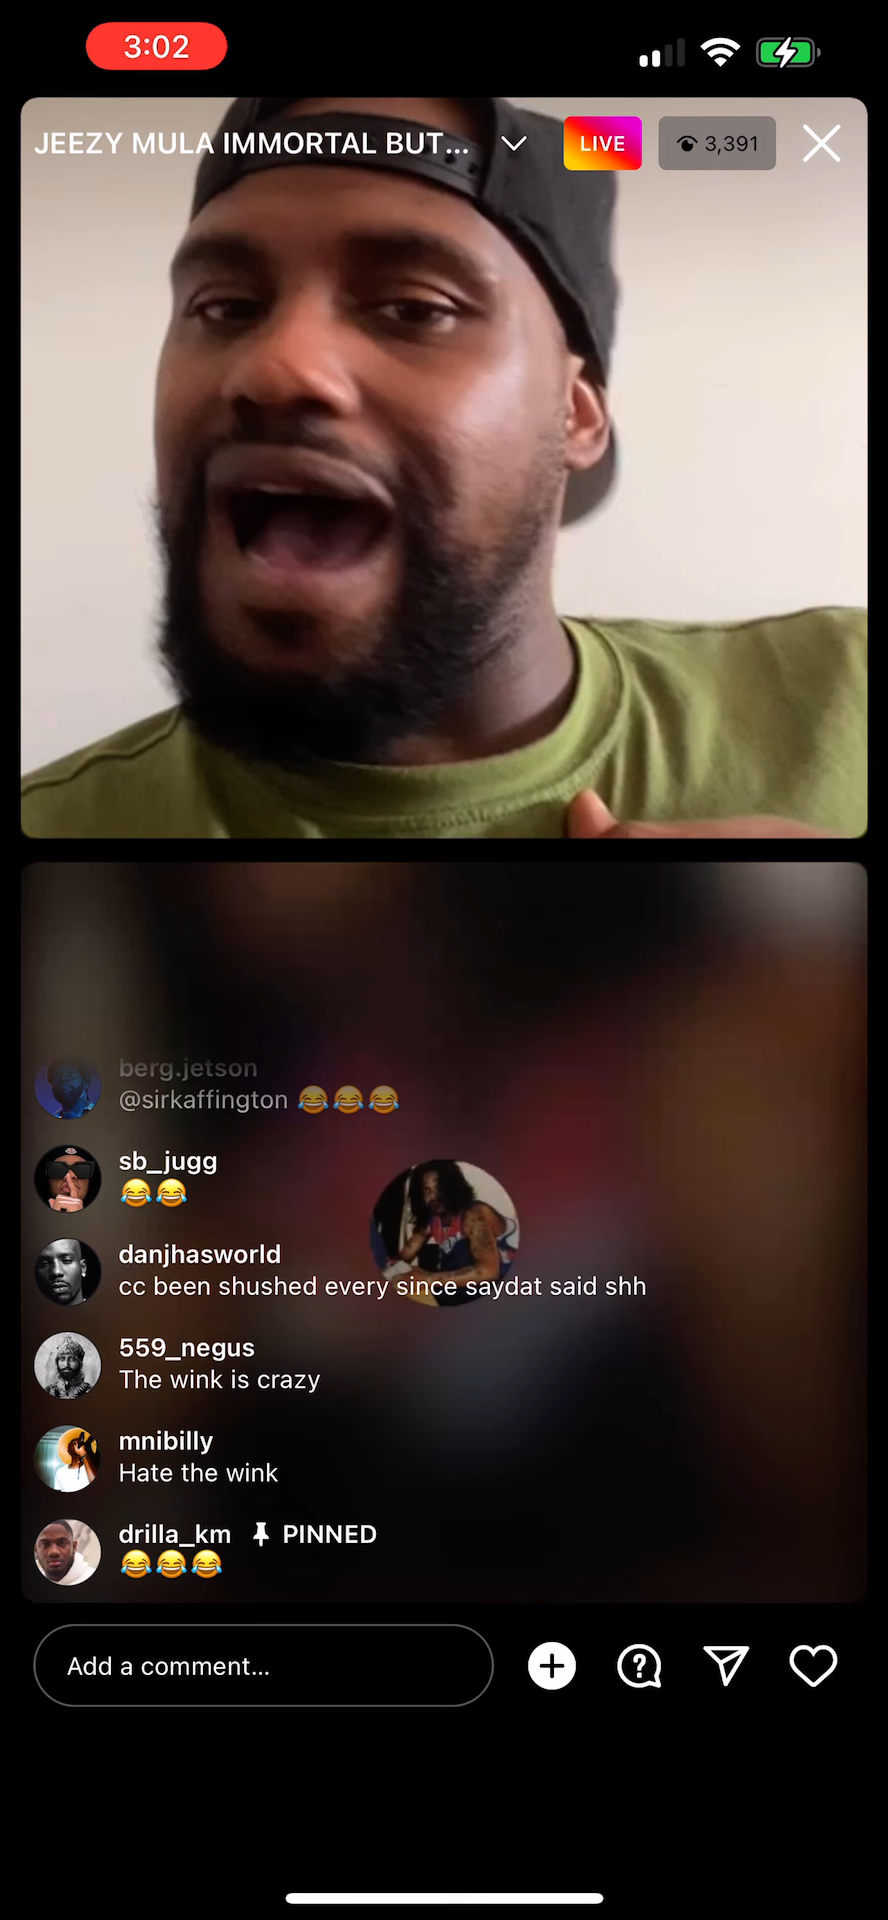 3:02
JEEZY MULA IMMORTAL BUT...
LIVE
3,391
berg.jetson
@sirkaffington 😂😂😂
sb_jugg
😂😂
danjhasworld
cc been shushed every since saydat said shh
559_negus
The wink is crazy
mnibilly
Hate the wink
drilla_km PINNED
😂😂😂
Add a comment...